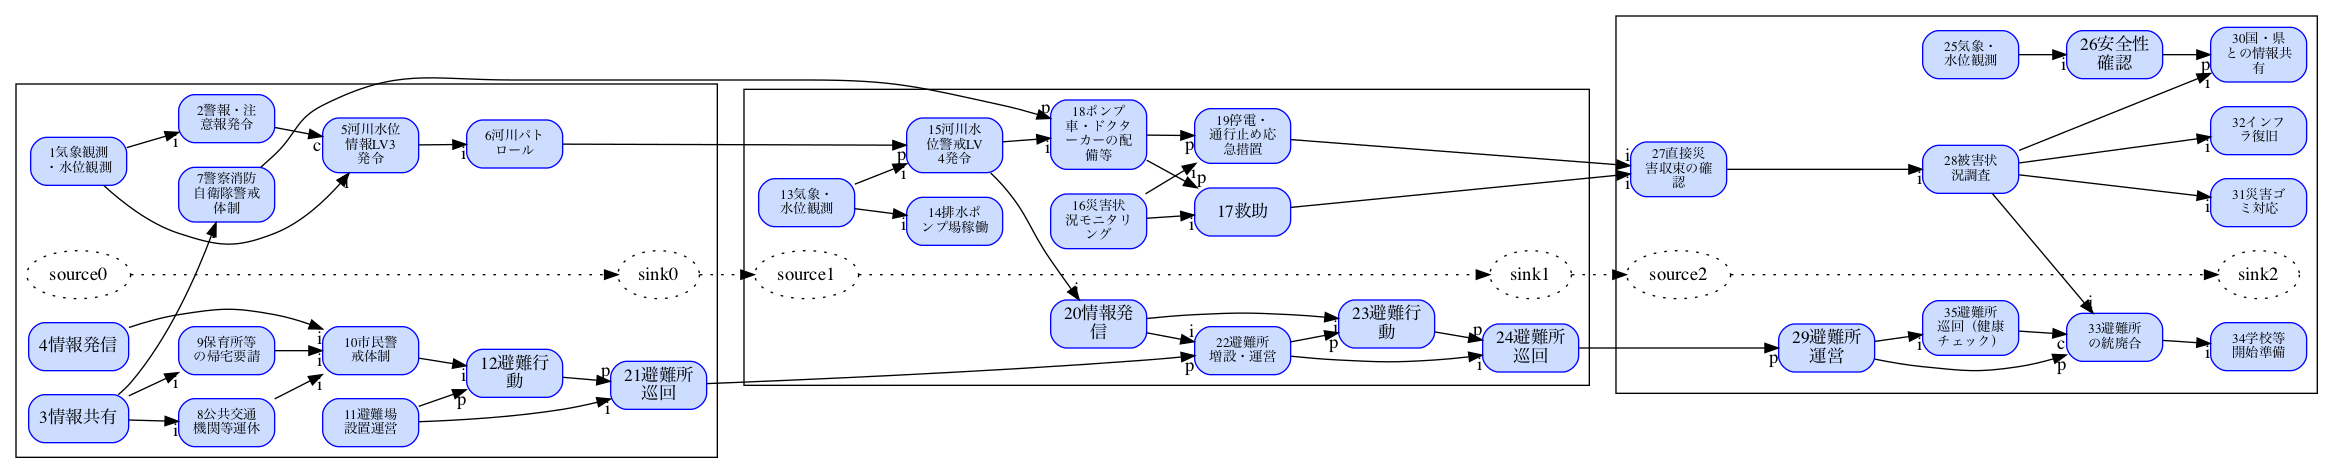 1気象観測
・水位観測
2警報・注
意報発令
7警察消防
自衛隊警戒
体制
5河川水位
情報LV3
発令
6河川パト
ロール
source0
sink0
4情報発信
3情報共有
9保育所等
の帰宅要請
8公共交通
機関等運休
10市民警
戒体制
11避難場
設置運営
12避難行
動
21避難所
巡回
13気象・
水位観測
15河川水
位警戒LV
4発令
14排水ポ
ンプ場稼働
18ポンプ
車・ドクタ
ーカーの配
備等
16災害状
況モニタリ
ング
19停電・
通行止め応
急措置
17救助
source1
sink1
20情報発
信
22避難所
増設・運営
23避難行
動
24避難所
巡回
25気象・
水位観測
26安全性
確認
30国・県
との情報共
有
27直接災
害収束の確
認
28被害状
況調査
32インフ
ラ復旧
31災害ゴ
ミ対応
source2
sink2
29避難所
運営
35避難所
巡回（健康
チェック）
33避難所
の統廃合
34学校等
開始準備
i
c
i
i
i
i
i
i
i
i
i
p
p
i
p
i
i
p
i
p
p
i
p
i
i
i
p
i
p
p
i
i
i
i
i
p
i
i
i
i
p
i
c
p
i